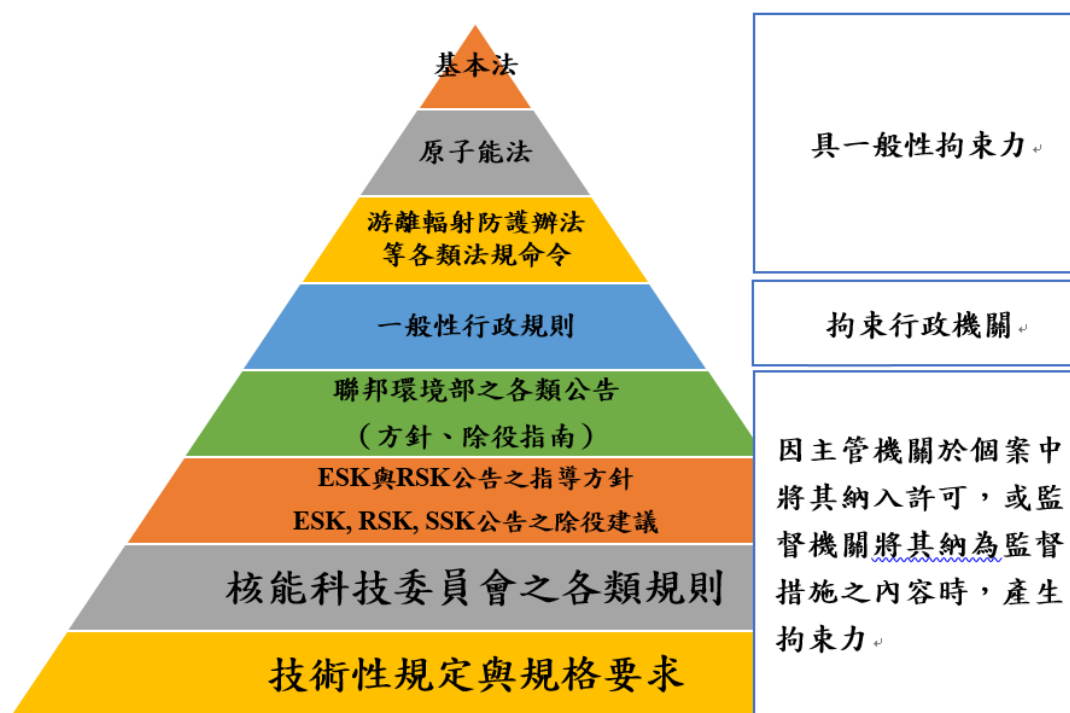 基本法
原子能法
游離輻射防護辦法
等各類法規命令
一般性行政規則
聯邦環境部之各類公告
（方針、除役指南）
ESK與RSK公告之指導方針
ESK, RSK, SSK公告之除役建議
核能科技委員會之各類規則
技術性規定與規格要求
具一般性拘束力
拘束行政機關
因主管機關於個案中
將其納入許可，或監
督機關將其納為監督
措施之內容時，產生
拘束力